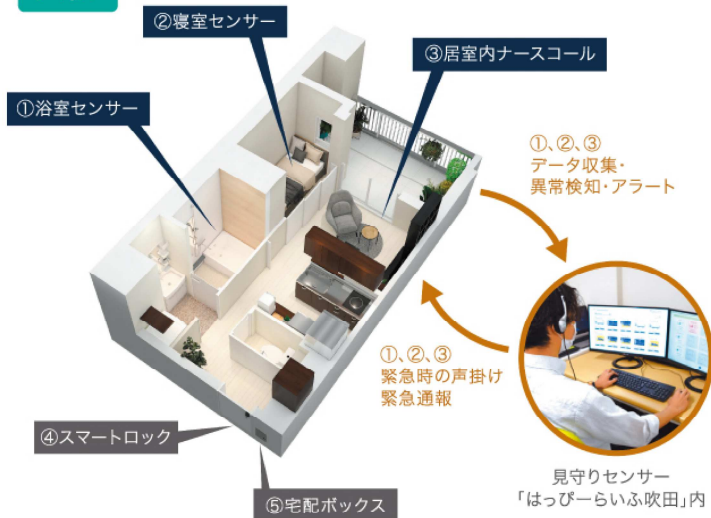 ②寝室センサー
③居室内ナースコール
①浴室センサー
①、②、③
データ収集・
異常検知・アラート
①、②、③
緊急時の声掛け
緊急通報
④スマートロック
⑤宅配ボックス
見守りセンサー
「はっぴーらいふ吹田」内